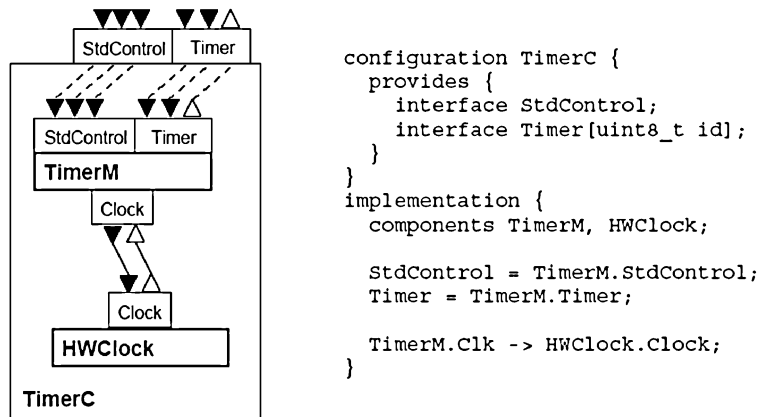 StdControl Timer
StdControl Timer
TimerM
Clock
Clock
HWClock
TimerC
configuration TimerC {
  provides {
    interface StdControl;
    interface Timer[uint8_t id];
  }
}
implementation {
  components TimerM, HWClock;
  StdControl = TimerM.StdControl;
  Timer = TimerM.Timer;
  TimerM.Clk -> HWClock.Clock;
}